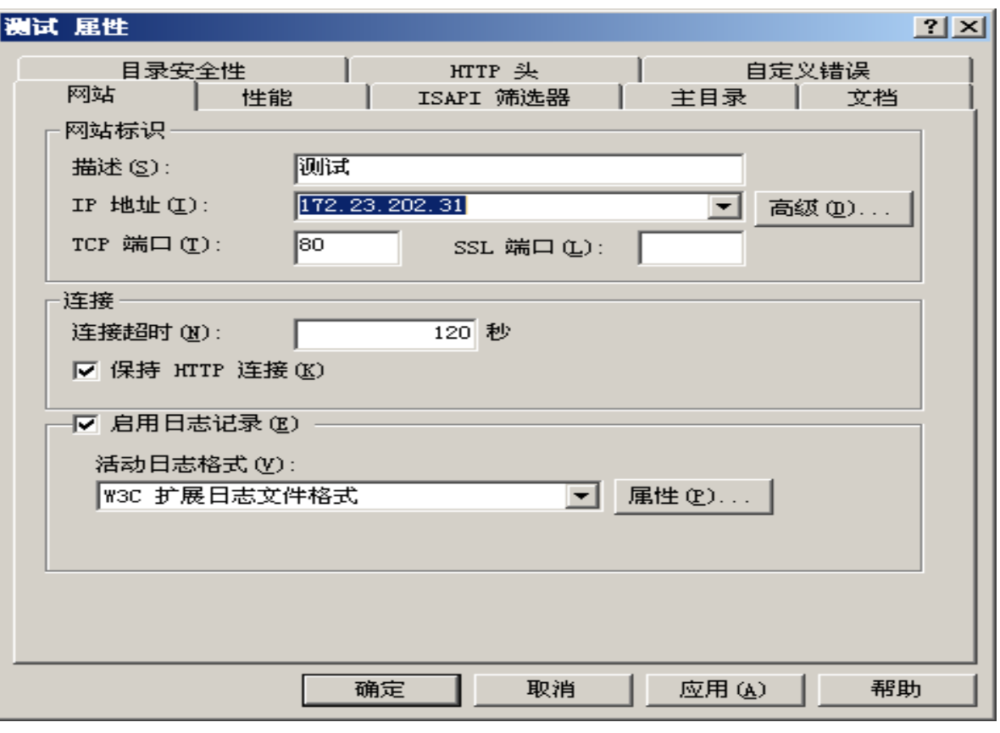 测试 属性
目录安全性 HTTP 头 自定义错误
网站 性能 ISAPI 筛选器 主目录 文档
网站标识
描述(S): 测试
IP 地址(I): 172.23.202.31 高级(D)...
TCP 端口(T): 80 SSL 端口(L):
连接
连接超时(N): 120 秒
保持 HTTP 连接(K)
启用日志记录(E)
活动日志格式(V):
W3C 扩展日志文件格式 属性(P)...
确定 取消 应用(A) 帮助